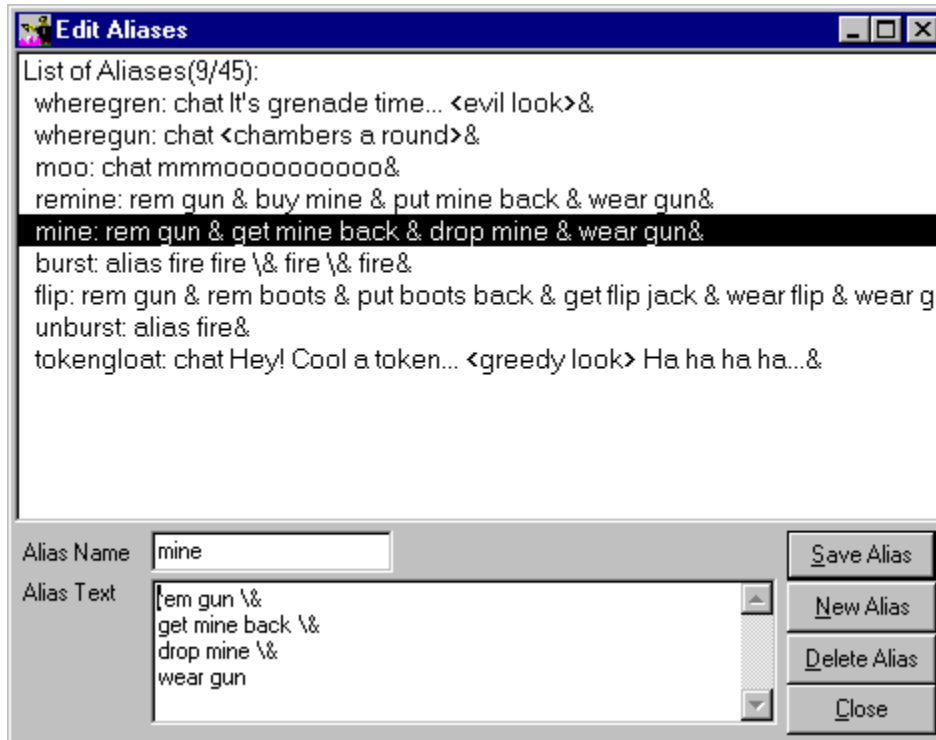 Edit Aliases
List of Aliases(9/45):
wheregren: chat It's grenade time... <evil look>&
wheregun: chat <chambers a round>&
moo: chat mmmoooooooooo&
remine: rem gun & buy mine & put mine back & wear gun&
mine: rem gun & get mine back & drop mine & wear gun&
burst: alias fire fire \& fire \& fire&
flip: rem gun & rem boots & put boots back & get flip jack & wear flip & wear g
unburst: alias fire&
tokengloat: chat Hey! Cool a token... <greedy look> Ha ha ha ha...&
Alias Name mine Save Alias
Alias Text rem gun \& New Alias
get mine back \&
drop mine \& Delete Alias
wear gun
Close